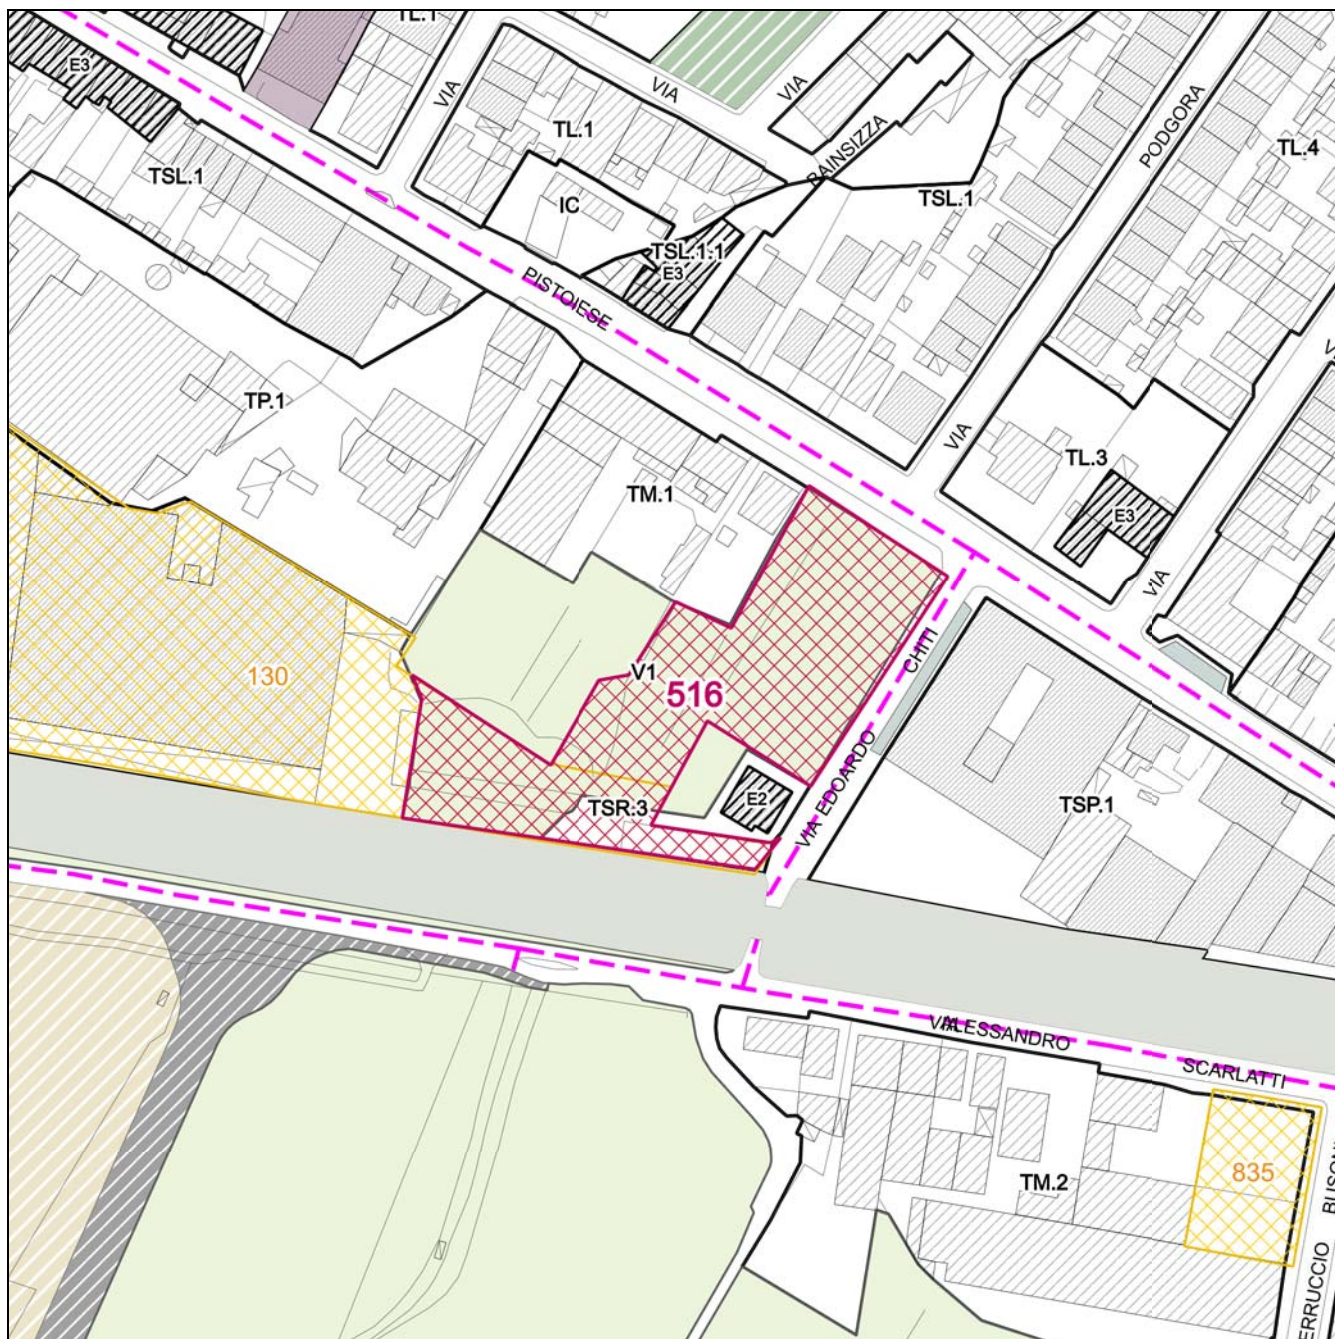 TL.1
E3
VIA
VIA
VIA
TL.1
BAINSIZZA
PODGORA
TL.4
TSL.1
IC
TSL.1
TSL.1.1
E3
PISTOIESE
TP.1
VIA
TL.3
TM.1
E3
VIA
CHITI
V1
130
516
TSR.3
E2
VIA EDOARDO
TSP.1
VIA
ALESSANDRO
SCARLATTI
835
TM.2
FERRUCCIO